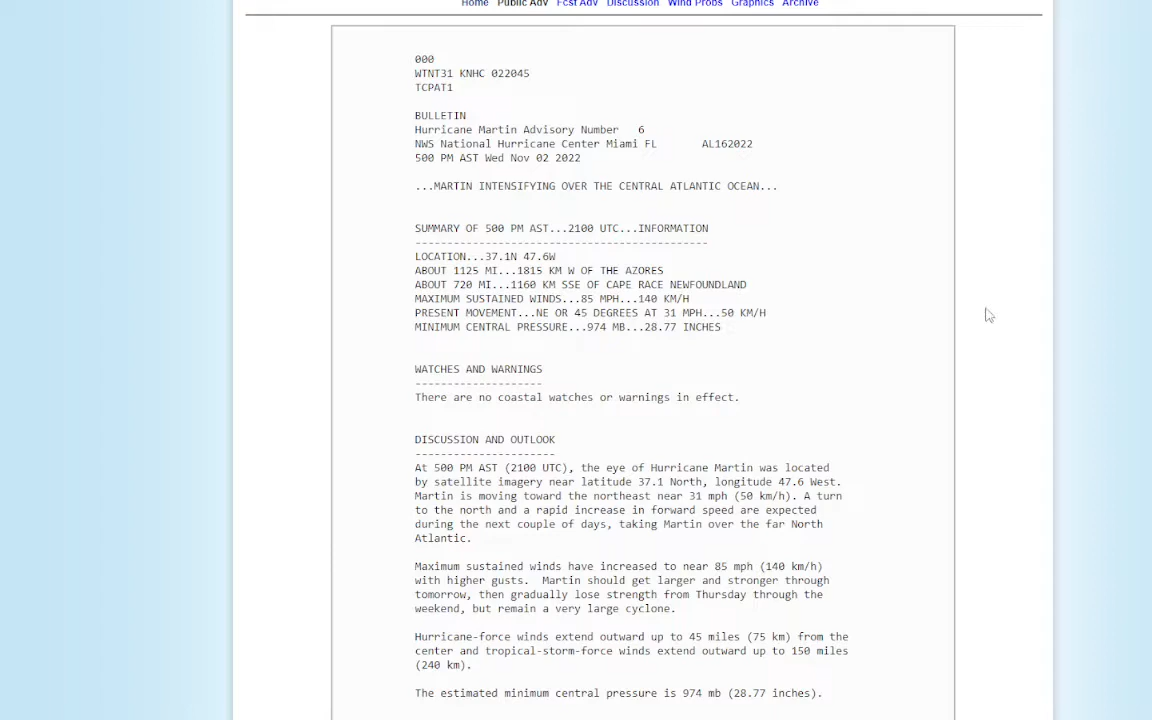 Home Public Adv Fcst Adv Discussion Wind Probs Graphics Archive
000
WTNT31 KNHC 022045
TCPAT1
BULLETIN
Hurricane Martin Advisory Number 6
NWS National Hurricane Center Miami FL AL162022
500 PM AST Wed Nov 02 2022
...MARTIN INTENSIFYING OVER THE CENTRAL ATLANTIC OCEAN...
SUMMARY OF 500 PM AST...2100 UTC...INFORMATION
----------------------------------------------
LOCATION...37.1N 47.6W
ABOUT 1125 MI...1815 KM W OF THE AZORES
ABOUT 720 MI...1160 KM SSE OF CAPE RACE NEWFOUNDLAND
MAXIMUM SUSTAINED WINDS...85 MPH...140 KM/H
PRESENT MOVEMENT...NE OR 45 DEGREES AT 31 MPH...50 KM/H
MINIMUM CENTRAL PRESSURE...974 MB...28.77 INCHES
WATCHES AND WARNINGS
--------------------
There are no coastal watches or warnings in effect.
DISCUSSION AND OUTLOOK
----------------------
At 500 PM AST (2100 UTC), the eye of Hurricane Martin was located
by satellite imagery near latitude 37.1 North, longitude 47.6 West.
Martin is moving toward the northeast near 31 mph (50 km/h). A turn
to the north and a rapid increase in forward speed are expected
during the next couple of days, taking Martin over the far North
Atlantic.
Maximum sustained winds have increased to near 85 mph (140 km/h)
with higher gusts. Martin should get larger and stronger through
tomorrow, then gradually lose strength from Thursday through the
weekend, but remain a very large cyclone.
Hurricane-force winds extend outward up to 45 miles (75 km) from the
center and tropical-storm-force winds extend outward up to 150 miles
(240 km).
The estimated minimum central pressure is 974 mb (28.77 inches).